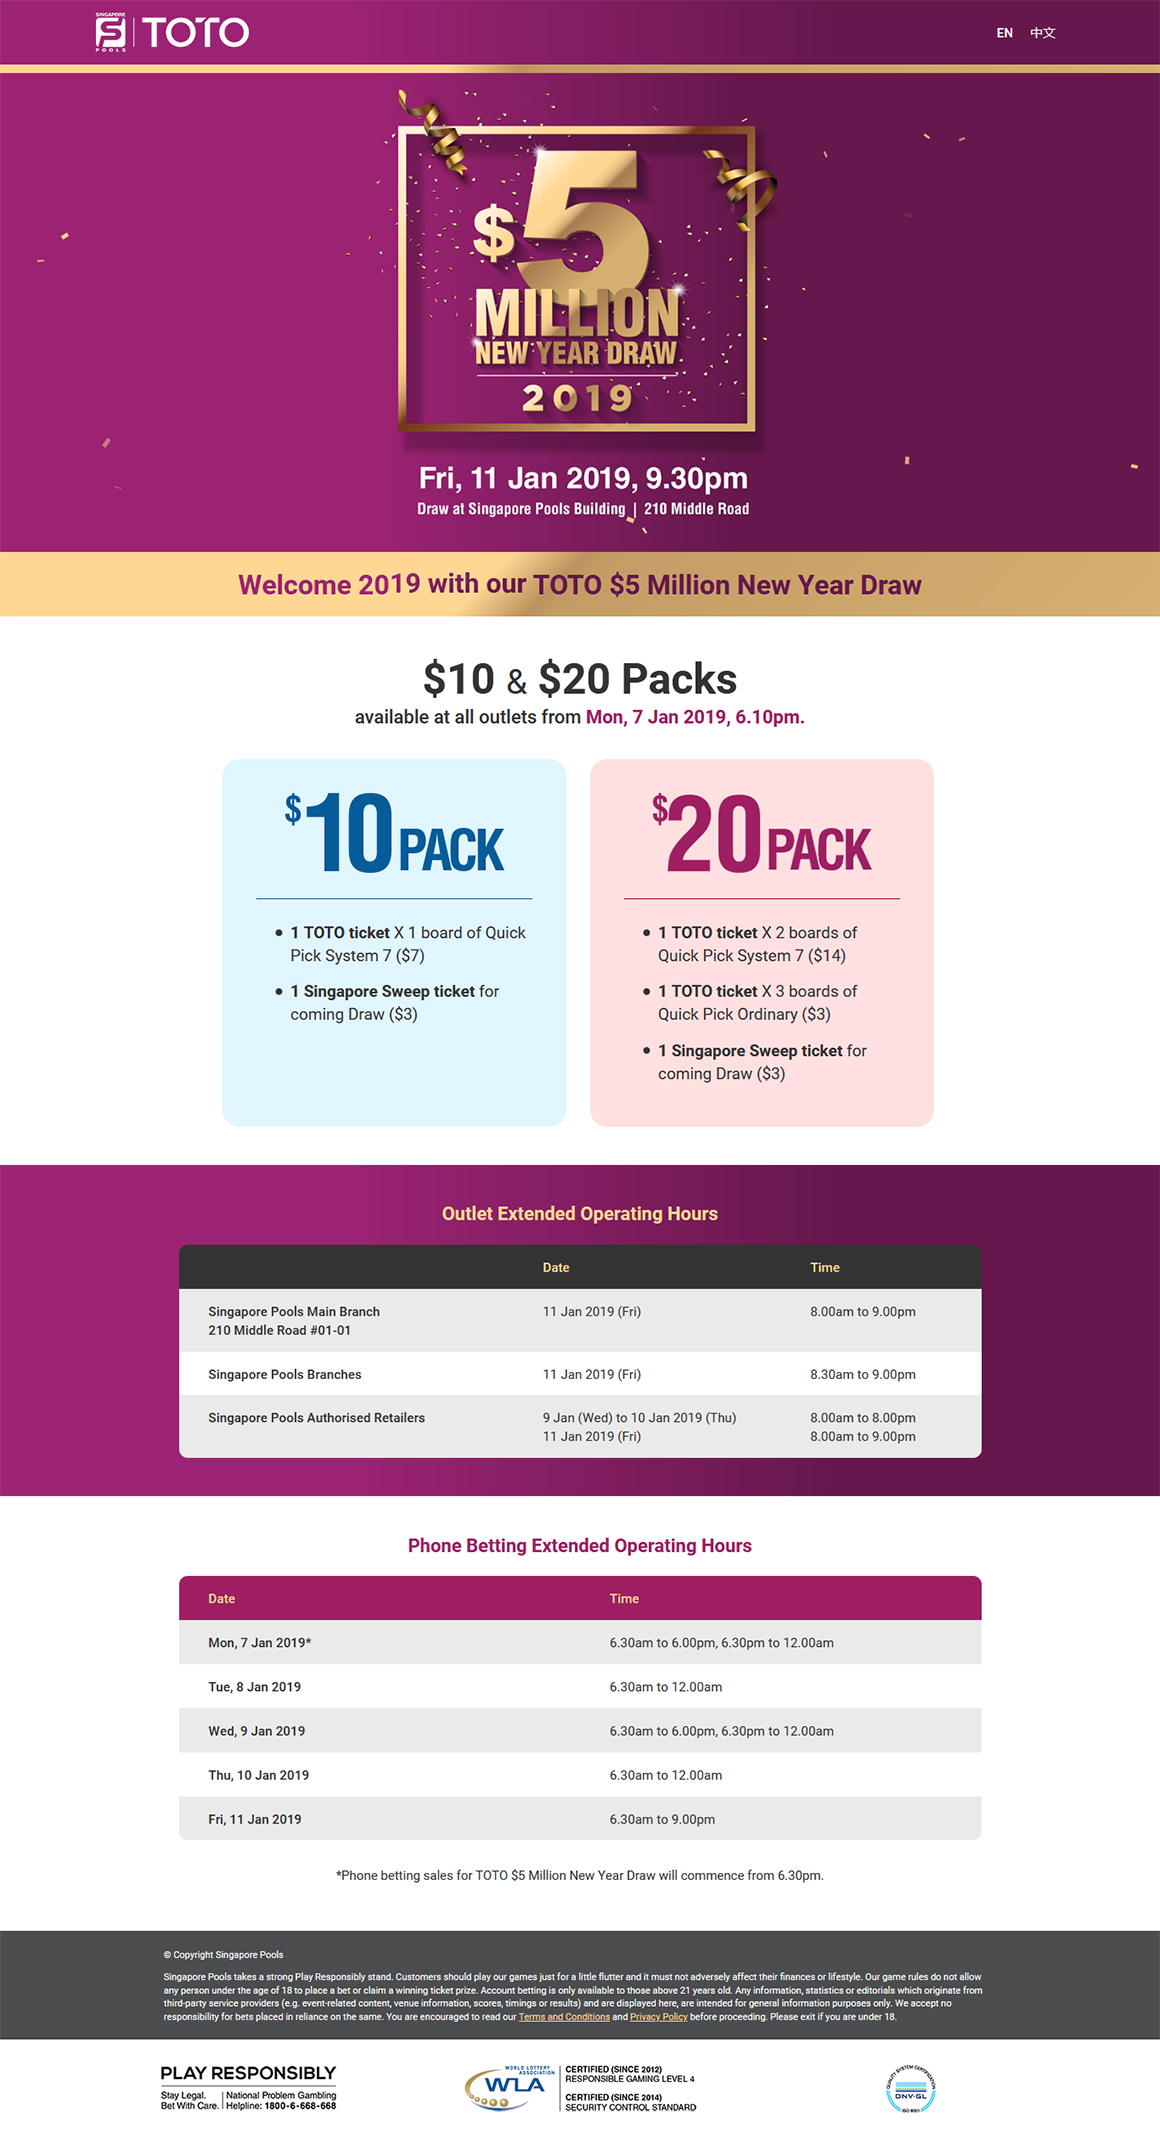 SINGAPORE
POOLS
TOTO
EN 中文
$5
MILLION
NEW YEAR DRAW
2019
Fri, 11 Jan 2019, 9.30pm
Draw at Singapore Pools Building | 210 Middle Road
Welcome 2019 with our TOTO $5 Million New Year Draw
$10 & $20 Packs
available at all outlets from Mon, 7 Jan 2019, 6.10pm.
$10 PACK
1 TOTO ticket X 1 board of Quick
Pick System 7 ($7)
1 Singapore Sweep ticket for
coming Draw ($3)
$20 PACK
1 TOTO ticket X 2 boards of
Quick Pick System 7 ($14)
1 TOTO ticket X 3 boards of
Quick Pick Ordinary ($3)
1 Singapore Sweep ticket for
coming Draw ($3)
Outlet Extended Operating Hours
Date Time
Singapore Pools Main Branch 11 Jan 2019 (Fri) 8.00am to 9.00pm
210 Middle Road #01-01
Singapore Pools Branches 11 Jan 2019 (Fri) 8.30am to 9.00pm
Singapore Pools Authorised Retailers 9 Jan (Wed) to 10 Jan 2019 (Thu) 8.00am to 8.00pm
11 Jan 2019 (Fri) 8.00am to 9.00pm
Phone Betting Extended Operating Hours
Date Time
Mon, 7 Jan 2019* 6.30am to 6.00pm, 6.30pm to 12.00am
Tue, 8 Jan 2019 6.30am to 12.00am
Wed, 9 Jan 2019 6.30am to 6.00pm, 6.30pm to 12.00am
Thu, 10 Jan 2019 6.30am to 12.00am
Fri, 11 Jan 2019 6.30am to 9.00pm
*Phone betting sales for TOTO $5 Million New Year Draw will commence from 6.30pm.
© Copyright Singapore Pools
Singapore Pools takes a strong Play Responsibly stand. Customers should play our games just for a little flutter and it must not adversely affect their finances or lifestyle. Our game rules do not allow
any person under the age of 18 to place a bet or claim a winning ticket prize. Account betting is only available to those above 21 years old. Any information, statistics or editorials which originate from
third-party service providers (e.g. event-related content, venue information, scores, timings or results) and are displayed here, are intended for general information purposes only. We accept no
responsibility for bets placed in reliance on the same. You are encouraged to read our Terms and Conditions and Privacy Policy before proceeding. Please exit if you are under 18.
PLAY RESPONSIBLY
Stay Legal. | National Problem Gambling
Bet With Care. | Helpline: 1800-6-668-668
WORLD LOTTERY
ASSOCIATION
WLA
CERTIFIED (SINCE 2012)
RESPONSIBLE GAMING LEVEL 4
CERTIFIED (SINCE 2014)
SECURITY CONTROL STANDARD
QUALITY SYSTEM CERTIFICATION
DNV·GL
ISO 9001